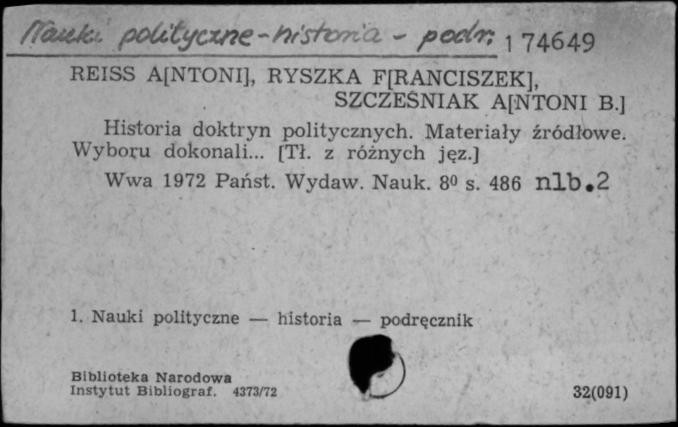 Nauki polityczne - historia - podr. 174649
REISS A[NTONI], RYSZKA F[RANCISZEK],
SZCZEŚNIAK A[NTONI B.]
Historia doktryn politycznych. Materiały źródłowe.
Wyboru dokonali... [Tł. z różnych jęz.]
Wwa 1972 Państ. Wydaw. Nauk. 8⁰ s. 486 nlb.2
1. Nauki polityczne — historia — podręcznik
Biblioteka Narodowa
Instytut Bibliograf. 4373/72 32(091)